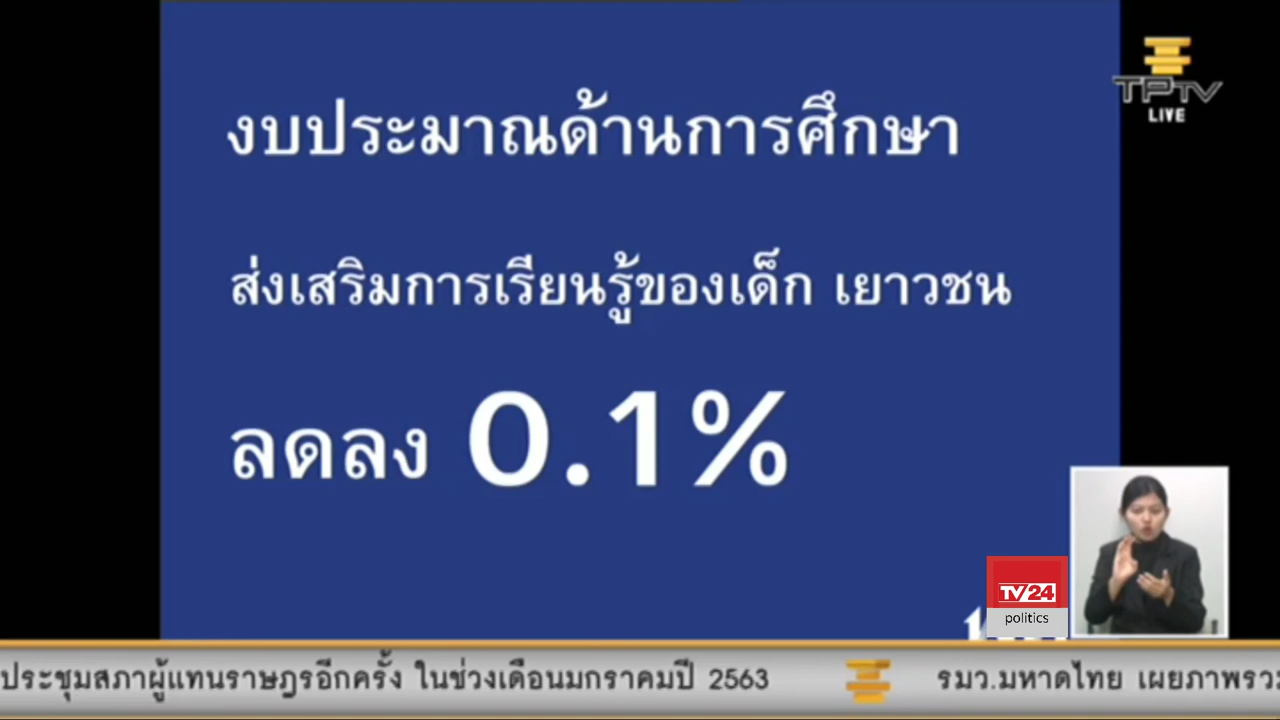 งบประมาณด้านการศึกษา
TPTV
LIVE
ส่งเสริมการเรียนรู้ของเด็ก เยาวชน
ลดลง 0.1%
TV24
politics
ประชุมสภาผู้แทนราษฎรอีกครั้ง ในช่วงเดือนมกราคมปี 2563 รมว.มหาดไทย เผยภาพรวม